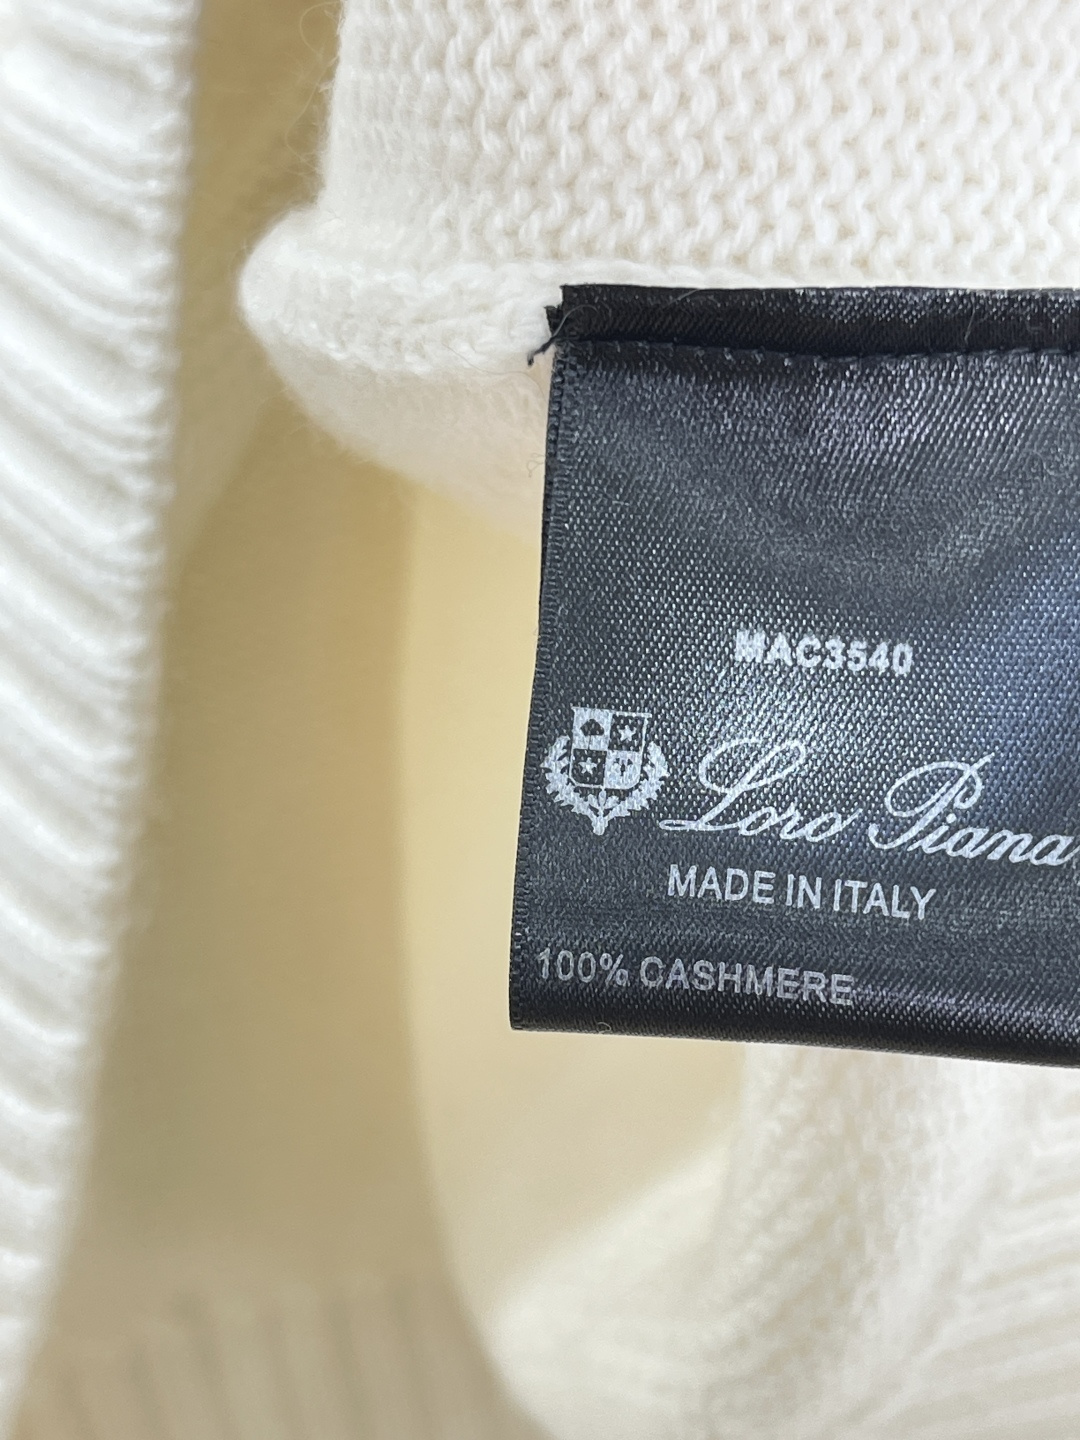 MAC3540
Loro Piana
MADE IN ITALY
100% CASHMERE